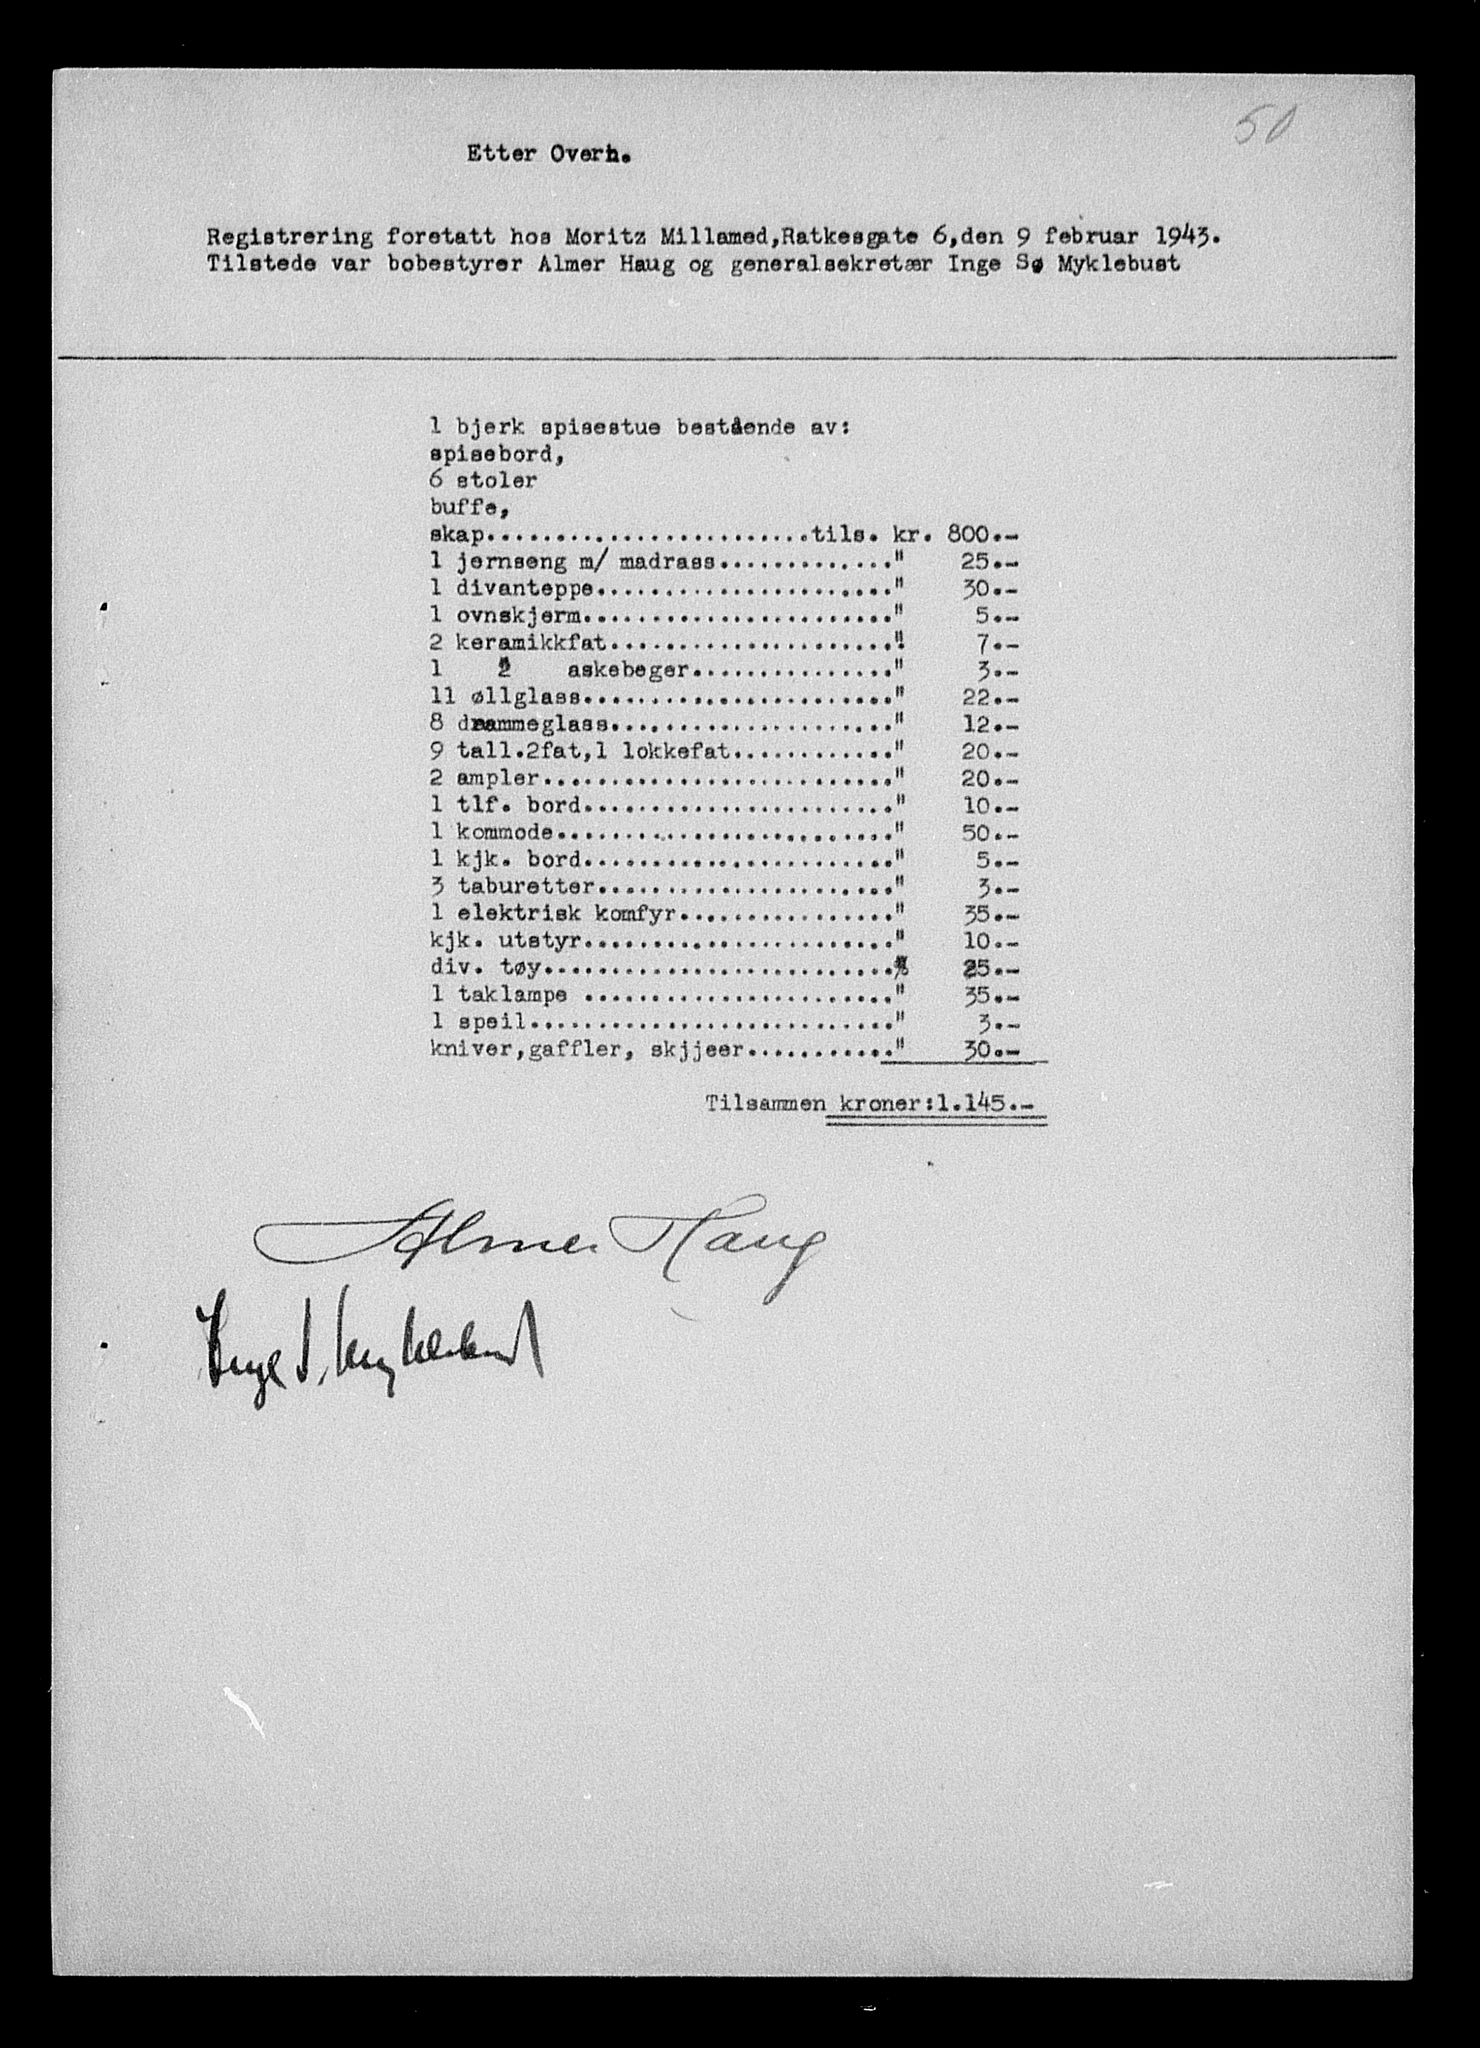 50
Etter Overh.
Registrering foretatt hos Moritz Millamed,Ratkesgate 6,den 9 februar 1943.
Tilstede var bobestyrer Almer Haug og generalsekretær Inge Sø Myklebust
1 bjerk spisestue bestående av:
spisebord,
6 stoler
buffe,
skap........................tils. kr. 800.-
1 jernseng m/ madrass............." 25.-
1 divanteppe......................" 30.-
1 ovnskjerm......................." 5.-
2 keramikkfat....................." 7.-
1 " askebeger..............." 3.-
11 øllglass......................." 22.-
8 drammeglass....................." 12.-
9 tall.2fat,1 lokkefat............" 20.-
2 ampler.........................." 20.-
1 tlf. bord......................." 10.-
1 kommode........................." 50.-
1 kjk. bord......................." 5.-
3 taburetter......................" 3.-
1 elektrisk komfyr................" 35.-
kjk. utstyr......................." 10.-
div. tøy.........................." 25.-
1 taklampe ......................." 35.-
1 speil..........................." 3.-
kniver,gaffler, skjjeer..........." 30.-
Tilsammen kroner:1.145.-
Almer Haug
Inge S. Myklebust